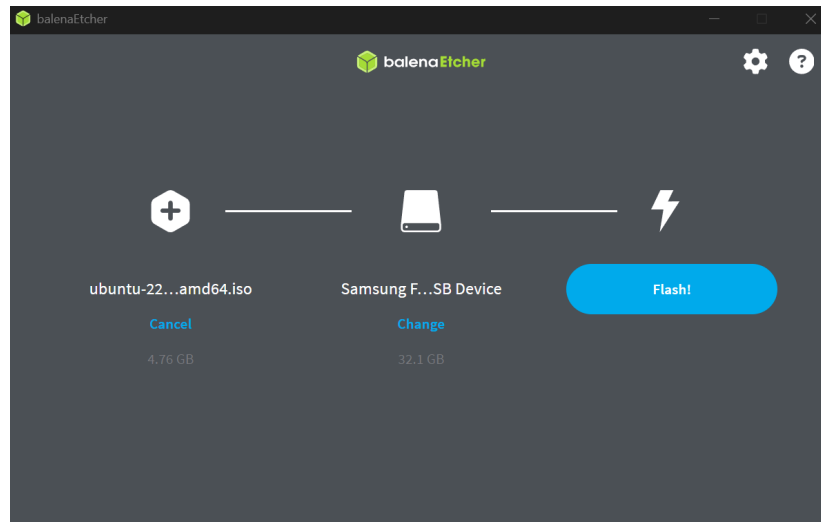 balenaEtcher
balenaEtcher
?
ubuntu-22...amd64.iso
Samsung F...SB Device
Flash!
Cancel
Change
4.76 GB
32.1 GB